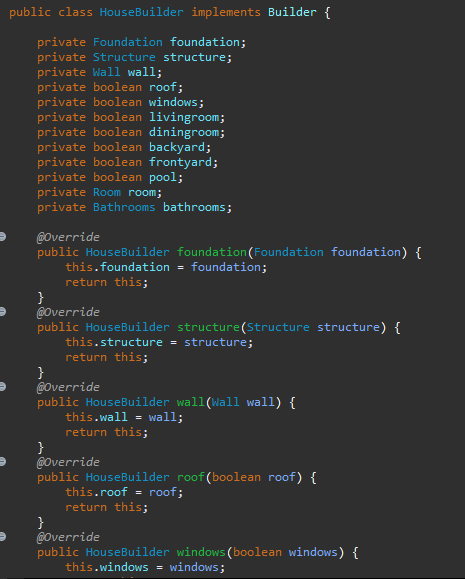 public class HouseBuilder implements Builder {
private Foundation foundation;
private Structure structure;
private Wall wall;
private boolean roof;
private boolean windows;
private boolean livingroom;
private boolean diningroom;
private boolean backyard;
private boolean frontyard;
private boolean pool;
private Room room;
private Bathrooms bathrooms;
@Override
public HouseBuilder foundation(Foundation foundation) {
this.foundation = foundation;
return this;
}
@Override
public HouseBuilder structure(Structure structure) {
this.structure = structure;
return this;
}
@Override
public HouseBuilder wall(Wall wall) {
this.wall = wall;
return this;
}
@Override
public HouseBuilder roof(boolean roof) {
this.roof = roof;
return this;
}
@Override
public HouseBuilder windows(boolean windows) {
this.windows = windows;